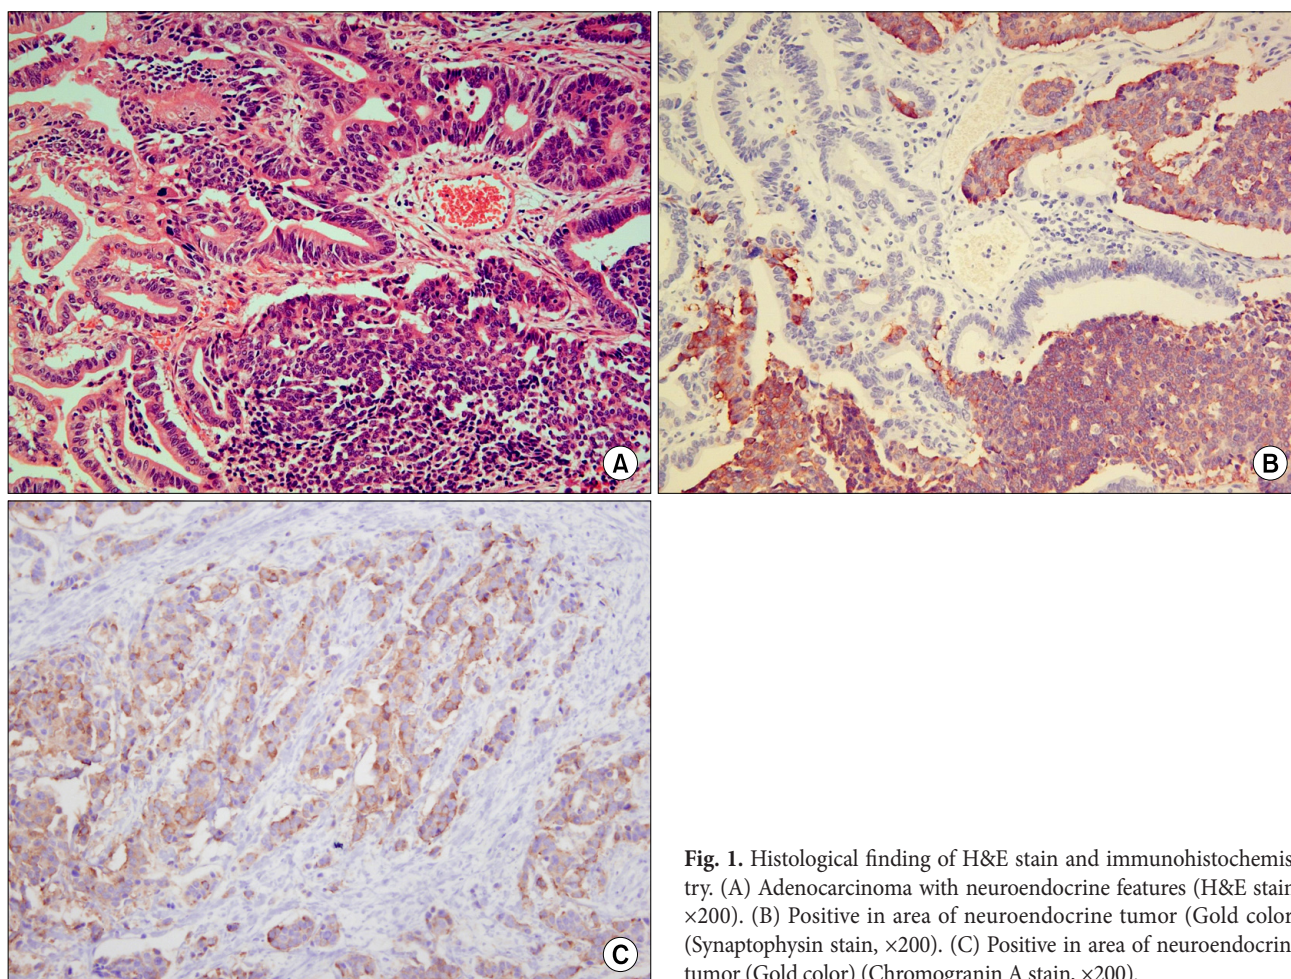 A
B
C
Fig. 1. Histological finding of H&E stain and immunohistochemis
try. (A) Adenocarcinoma with neuroendocrine features (H&E stain
×200). (B) Positive in area of neuroendocrine tumor (Gold color
(Synaptophysin stain, ×200). (C) Positive in area of neuroendocrin
tumor (Gold color) (Chromogranin A stain, ×200).